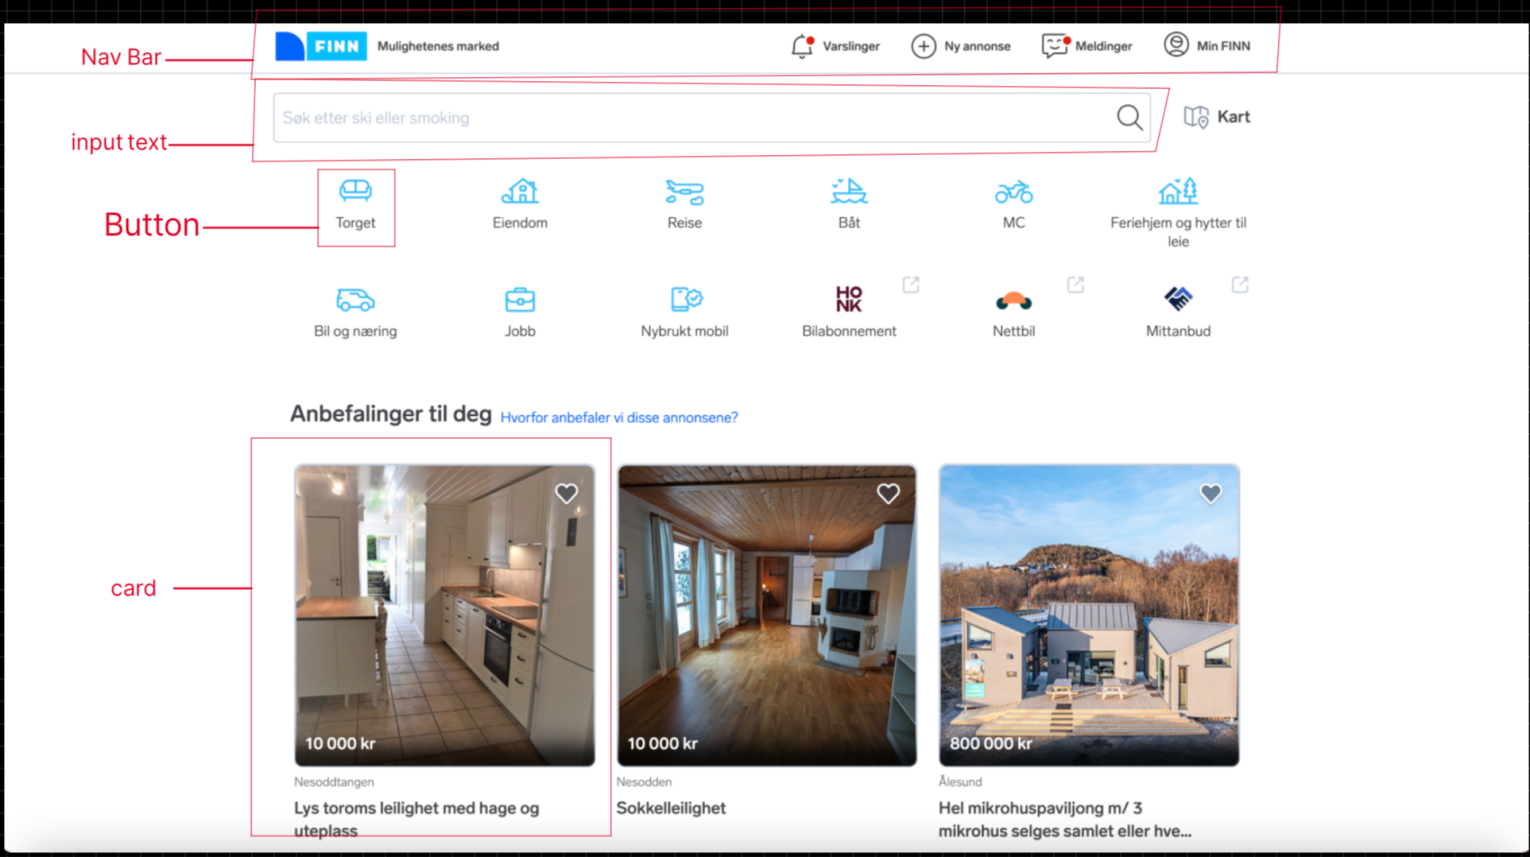 Nav Bar
FINN
Mulighetenes marked
Varslinger
Ny annonse
Meldinger
Min FINN
input text
Søk etter ski eller smoking
Kart
Button
Torget
Eiendom
Reise
Båt
MC
Feriehjem og hytter til
leie
Bil og næring
Jobb
Nybrukt mobil
HO
NK
Bilabonnement
Nettbil
Mittanbud
Anbefalinger til deg
Hvorfor anbefaler vi disse annonsene?
card
10 000 kr
Nesoddtangen
Lys toroms leilighet med hage og
uteplass
10 000 kr
Nesodden
Sokkelleilighet
800 000 kr
Ålesund
Hel mikrohuspaviljong m/ 3
mikrohus selges samlet eller hve...